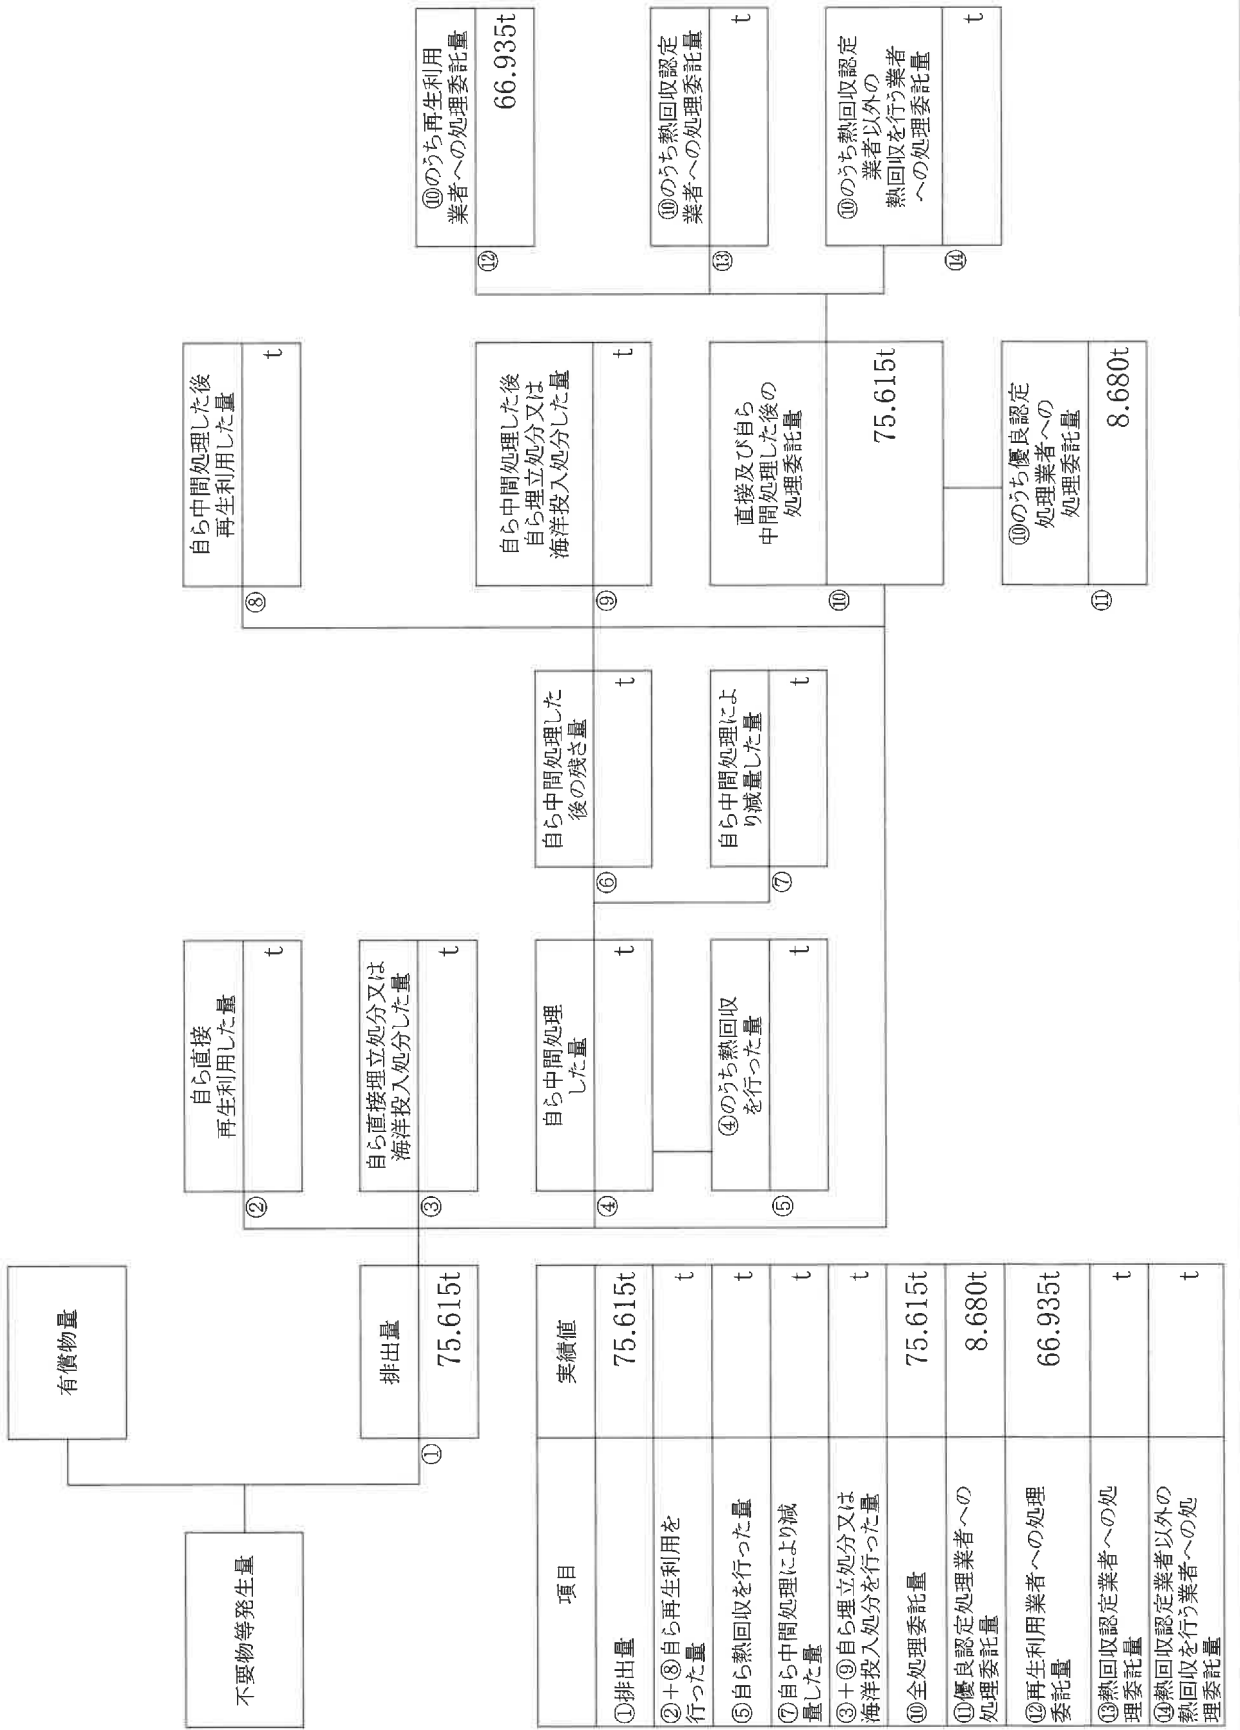 有償物量
不要物等発生量
排出量
①
75.615t
自ら直接
再生利用した量
②
t
自ら直接埋立処分又は
海洋投入処分した量
③
t
自ら中間処理
した量
④
t
④のうち熱回収
を行った量
⑤
t
自ら中間処理した
後の残さ量
⑥
t
自ら中間処理によ
り減量した量
⑦
t
自ら中間処理した後
再生利用した量
⑧
t
自ら中間処理した後
自ら埋立処分又は
海洋投入処分した量
⑨
t
直接及び自ら
中間処理した後の
処理委託量
⑩
75.615t
⑩のうち優良認定
処理業者への
処理委託量
⑪
8.680t
⑩のうち再生利用
業者への処理委託量
⑫
66.935t
⑩のうち熱回収認定
業者への処理委託量
⑬
t
⑩のうち熱回収認定
業者以外の
熱回収を行う業者
への処理委託量
⑭
t
項目 実績値
①排出量 75.615t
②＋⑧自ら再生利用を
行った量 t
⑤自ら熱回収を行った量 t
⑦自ら中間処理により減
量した量 t
③＋⑨自ら埋立処分又は
海洋投入処分を行った量 t
⑩全処理委託量 75.615t
⑪優良認定処理業者への
処理委託量 8.680t
⑫再生利用業者への処理
委託量 66.935t
⑬熱回収認定業者への処
理委託量 t
⑭熱回収認定業者以外の
熱回収を行う業者への処
理委託量 t